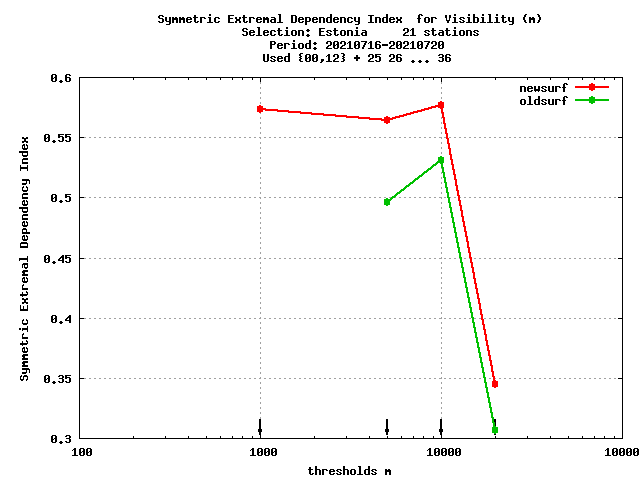 Symmetric Extremal Dependency Index  for Visibility (m)
Selection: Estonia     21 stations
Period: 20210716-20210720
Used {00,12} + 25 26 ... 36
newsurf
oldsurf
Symmetric Extremal Dependency Index
0.6
0.55
0.5
0.45
0.4
0.35
0.3
100
1000
10000
100000
thresholds m